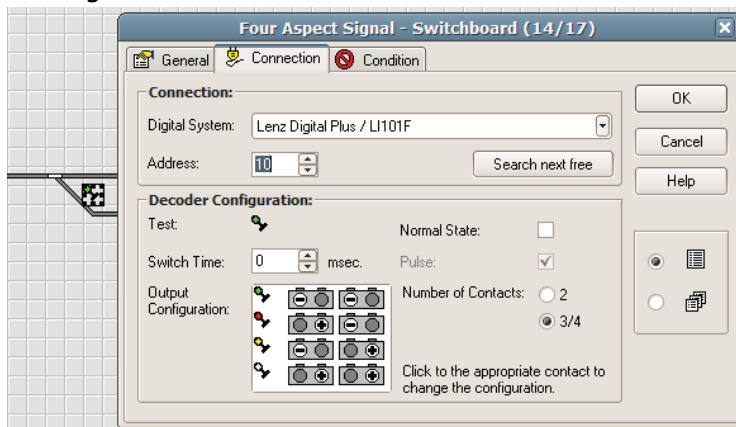 Four Aspect Signal - Switchboard (14/17)
General Connection Condition
Connection:
Digital System: Lenz Digital Plus / LI101F
Address: 10 Search next free
Decoder Configuration:
Test: Normal State:
Switch Time: 0 msec. Pulse:
Output Configuration: Number of Contacts: 2
3/4
Click to the appropriate contact to
change the configuration.
OK
Cancel
Help